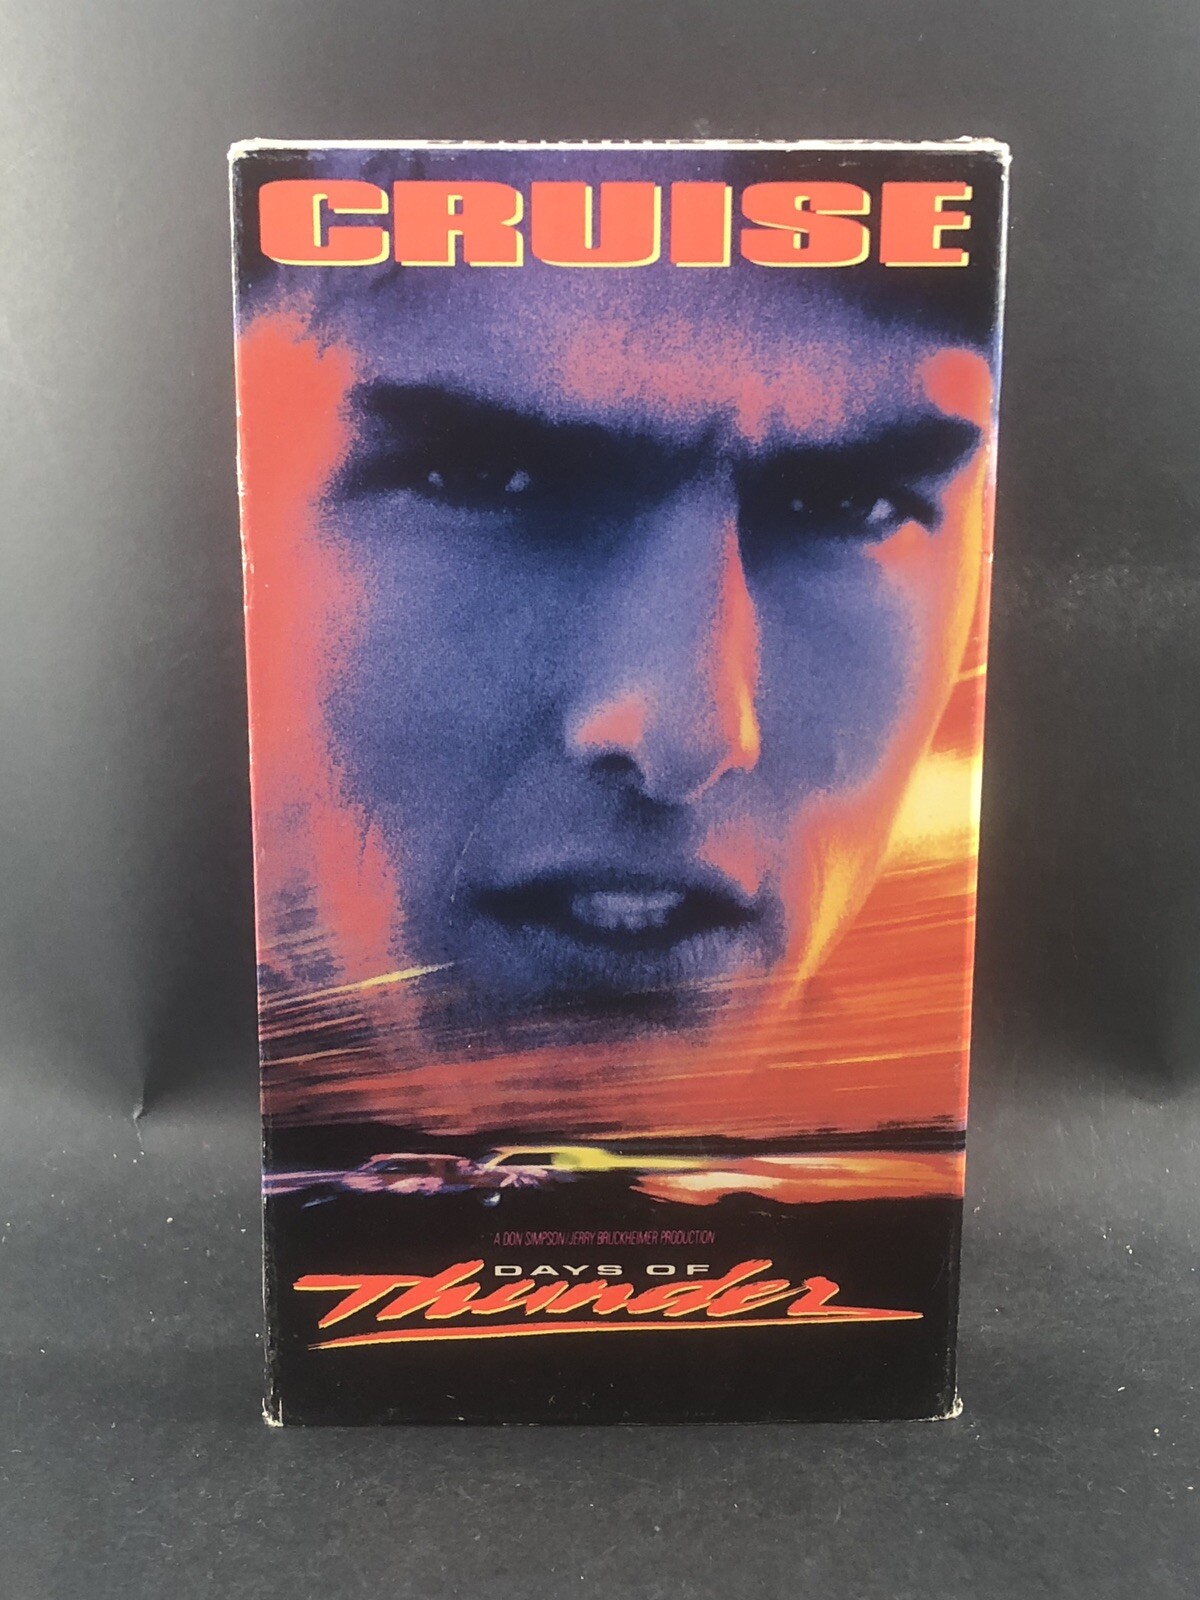 CRUISE
A DON SIMPSON/JERRY BRUCKHEIMER PRODUCTION
DAYS OF
Thunder